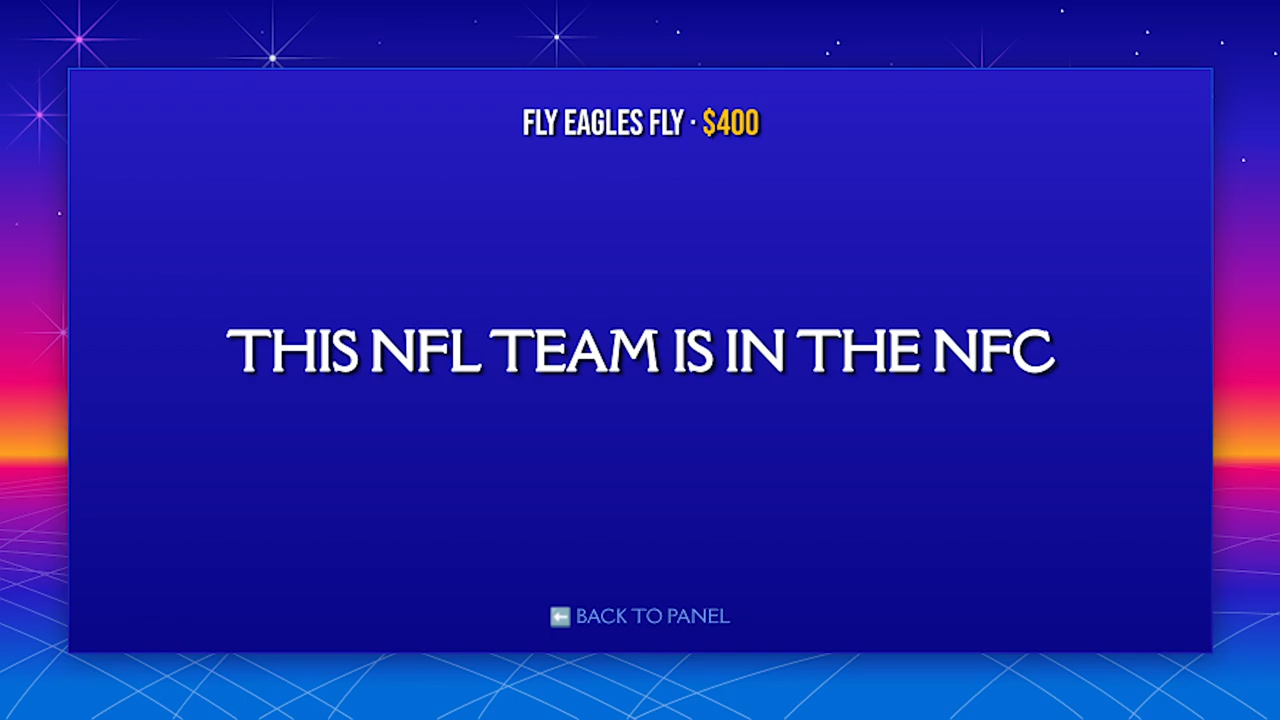 FLY EAGLES FLY · $400
THIS NFL TEAM IS IN THE NFC
⬅ BACK TO PANEL